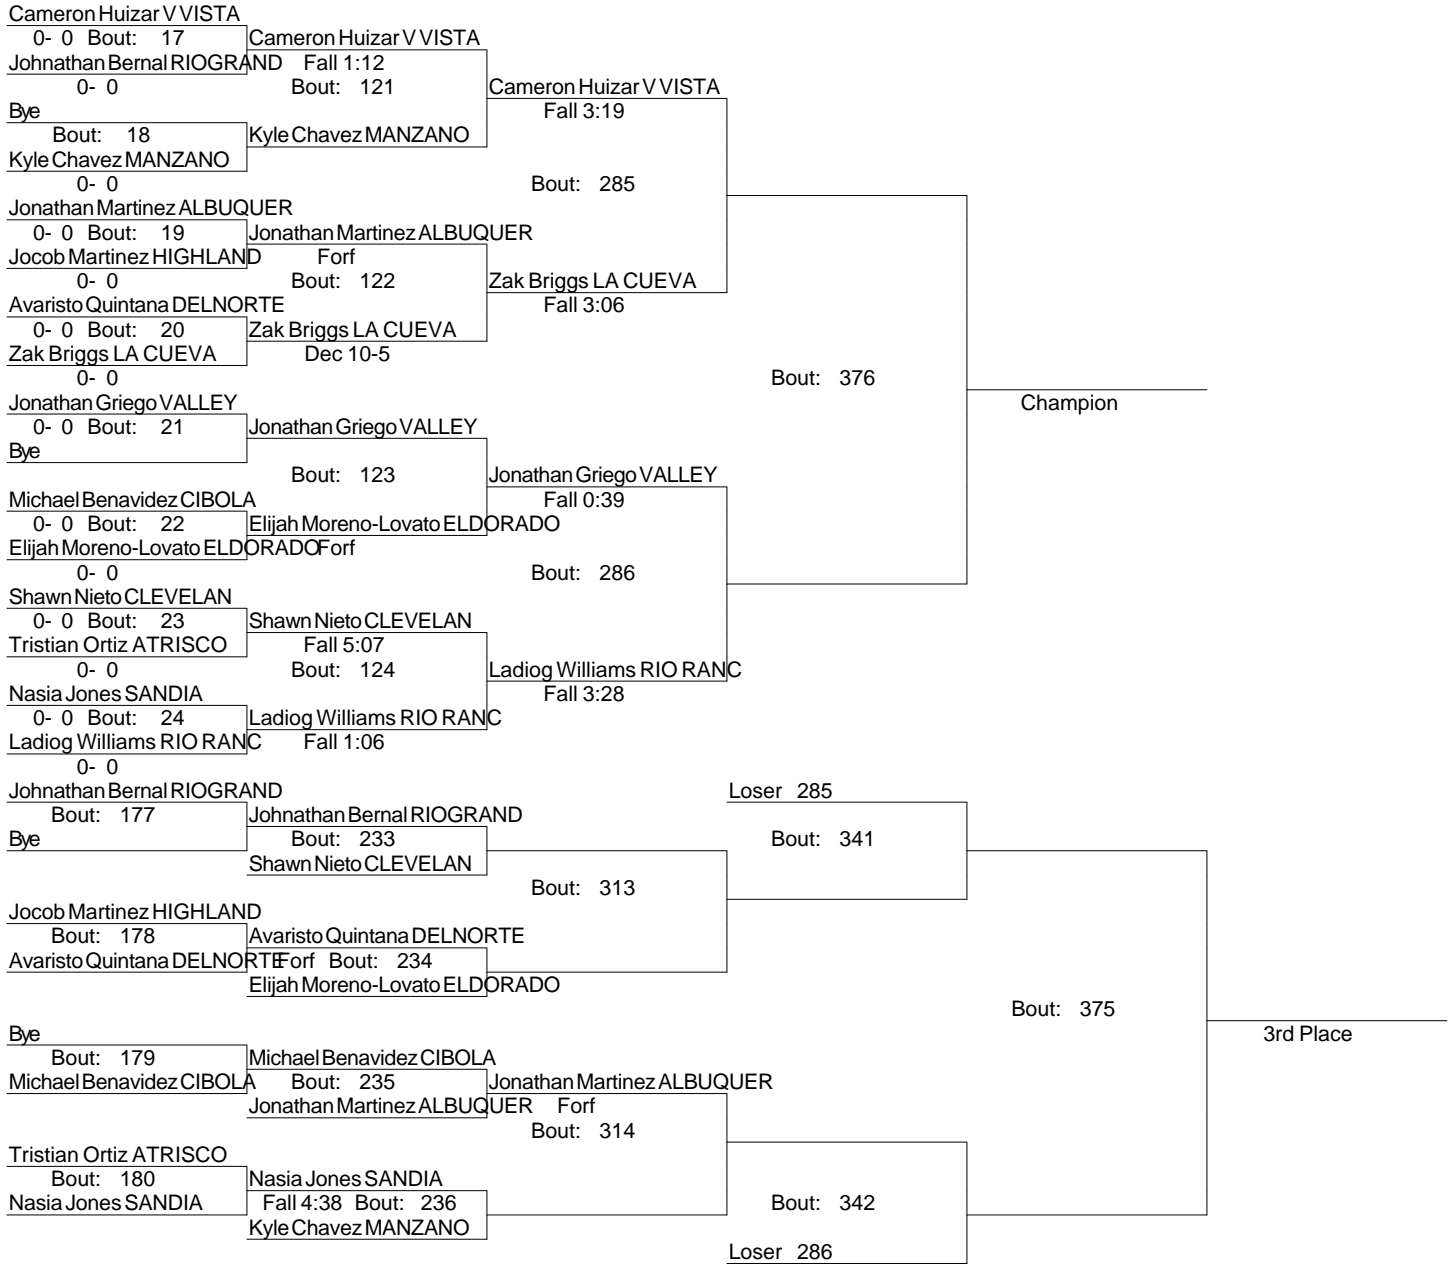 Cameron Huizar V VISTA
0- 0 Bout: 17 Cameron Huizar V VISTA
Johnathan Bernal RIOGRAND Fall 1:12
0- 0 Bout: 121 Cameron Huizar V VISTA
Bye Fall 3:19
Bout: 18 Kyle Chavez MANZANO
Kyle Chavez MANZANO
0- 0 Bout: 285
Jonathan Martinez ALBUQUER
0- 0 Bout: 19 Jonathan Martinez ALBUQUER
Jocob Martinez HIGHLAND Forf
0- 0 Bout: 122 Zak Briggs LA CUEVA
Avaristo Quintana DELNORTE Fall 3:06
0- 0 Bout: 20 Zak Briggs LA CUEVA
Zak Briggs LA CUEVA Dec 10-5
0- 0 Bout: 376
Jonathan Griego VALLEY Champion
0- 0 Bout: 21 Jonathan Griego VALLEY
Bye
Bout: 123 Jonathan Griego VALLEY
Michael Benavidez CIBOLA Fall 0:39
0- 0 Bout: 22 Elijah Moreno-Lovato ELDORADO
Elijah Moreno-Lovato ELDORADO Forf
0- 0 Bout: 286
Shawn Nieto CLEVELAN
0- 0 Bout: 23 Shawn Nieto CLEVELAN
Tristian Ortiz ATRISCO Fall 5:07
0- 0 Bout: 124 Ladiog Williams RIO RANC
Nasia Jones SANDIA Fall 3:28
0- 0 Bout: 24 Ladiog Williams RIO RANC
Ladiog Williams RIO RANC Fall 1:06
0- 0
Johnathan Bernal RIOGRAND Loser 285
Bout: 177 Johnathan Bernal RIOGRAND
Bye Bout: 233 Bout: 341
Shawn Nieto CLEVELAN
Bout: 313
Jocob Martinez HIGHLAND
Bout: 178 Avaristo Quintana DELNORTE
Avaristo Quintana DELNORTE Forf Bout: 234
Elijah Moreno-Lovato ELDORADO
Bout: 375
Bye 3rd Place
Bout: 179 Michael Benavidez CIBOLA
Michael Benavidez CIBOLA Bout: 235 Jonathan Martinez ALBUQUER
Jonathan Martinez ALBUQUER Forf
Bout: 314
Tristian Ortiz ATRISCO
Bout: 180 Nasia Jones SANDIA
Nasia Jones SANDIA Fall 4:38 Bout: 236 Bout: 342
Kyle Chavez MANZANO
Loser 286